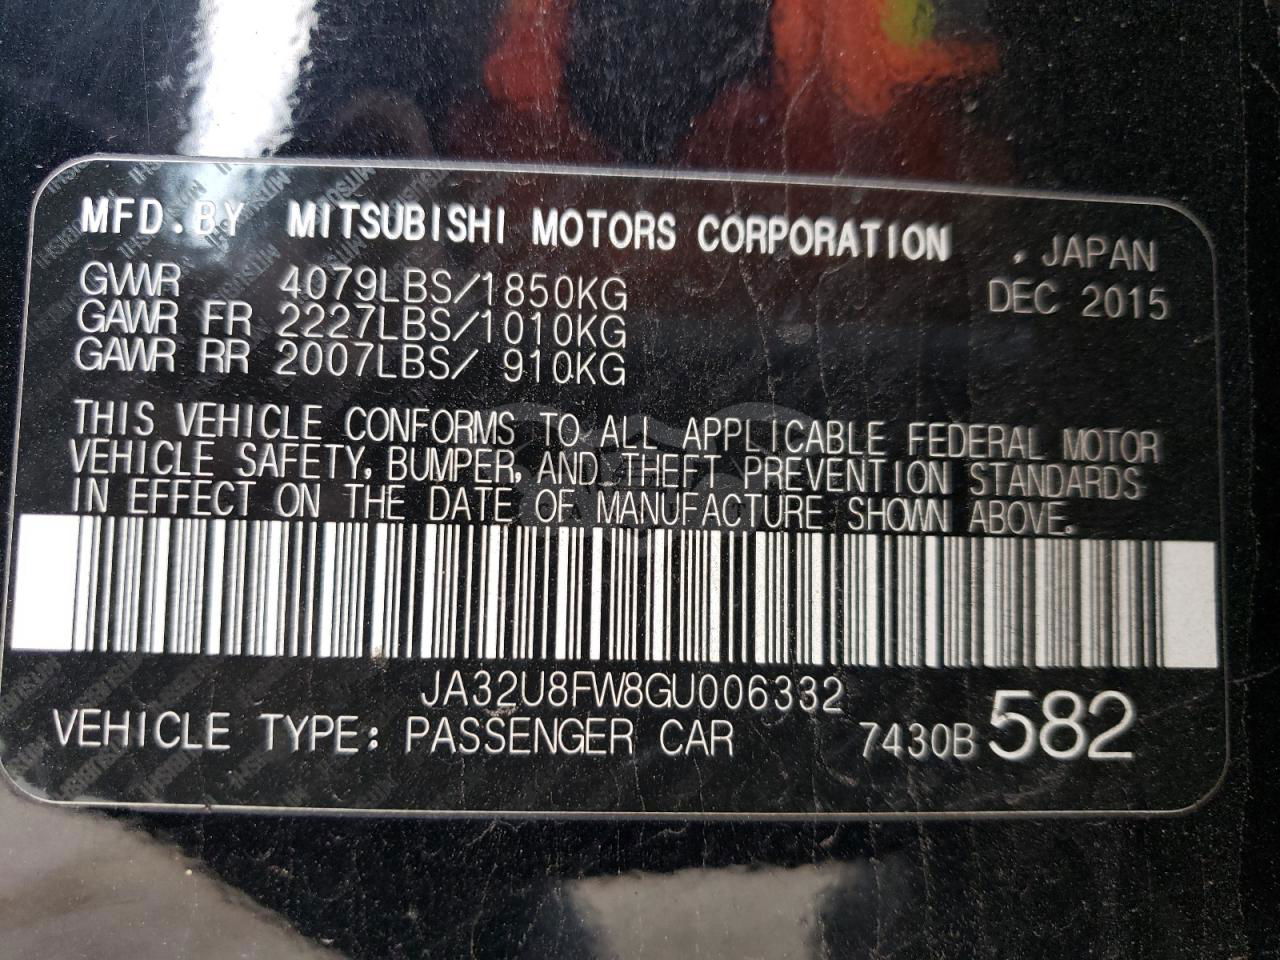 MFD.BY MITSUBISHI MOTORS CORPORATION , JAPAN
GVWR 4079LBS/1850KG DEC 2015
GAWR FR 2227LBS/1010KG
GAWR RR 2007LBS/ 910KG
THIS VEHICLE CONFORMS TO ALL APPLICABLE FEDERAL MOTOR
VEHICLE SAFETY, BUMPER, AND THEFT PREVENTION STANDARDS
IN EFFECT ON THE DATE OF MANUFACTURE SHOWN ABOVE.
JA32U8FW8GU006332
VEHICLE TYPE: PASSENGER CAR 7430B 582